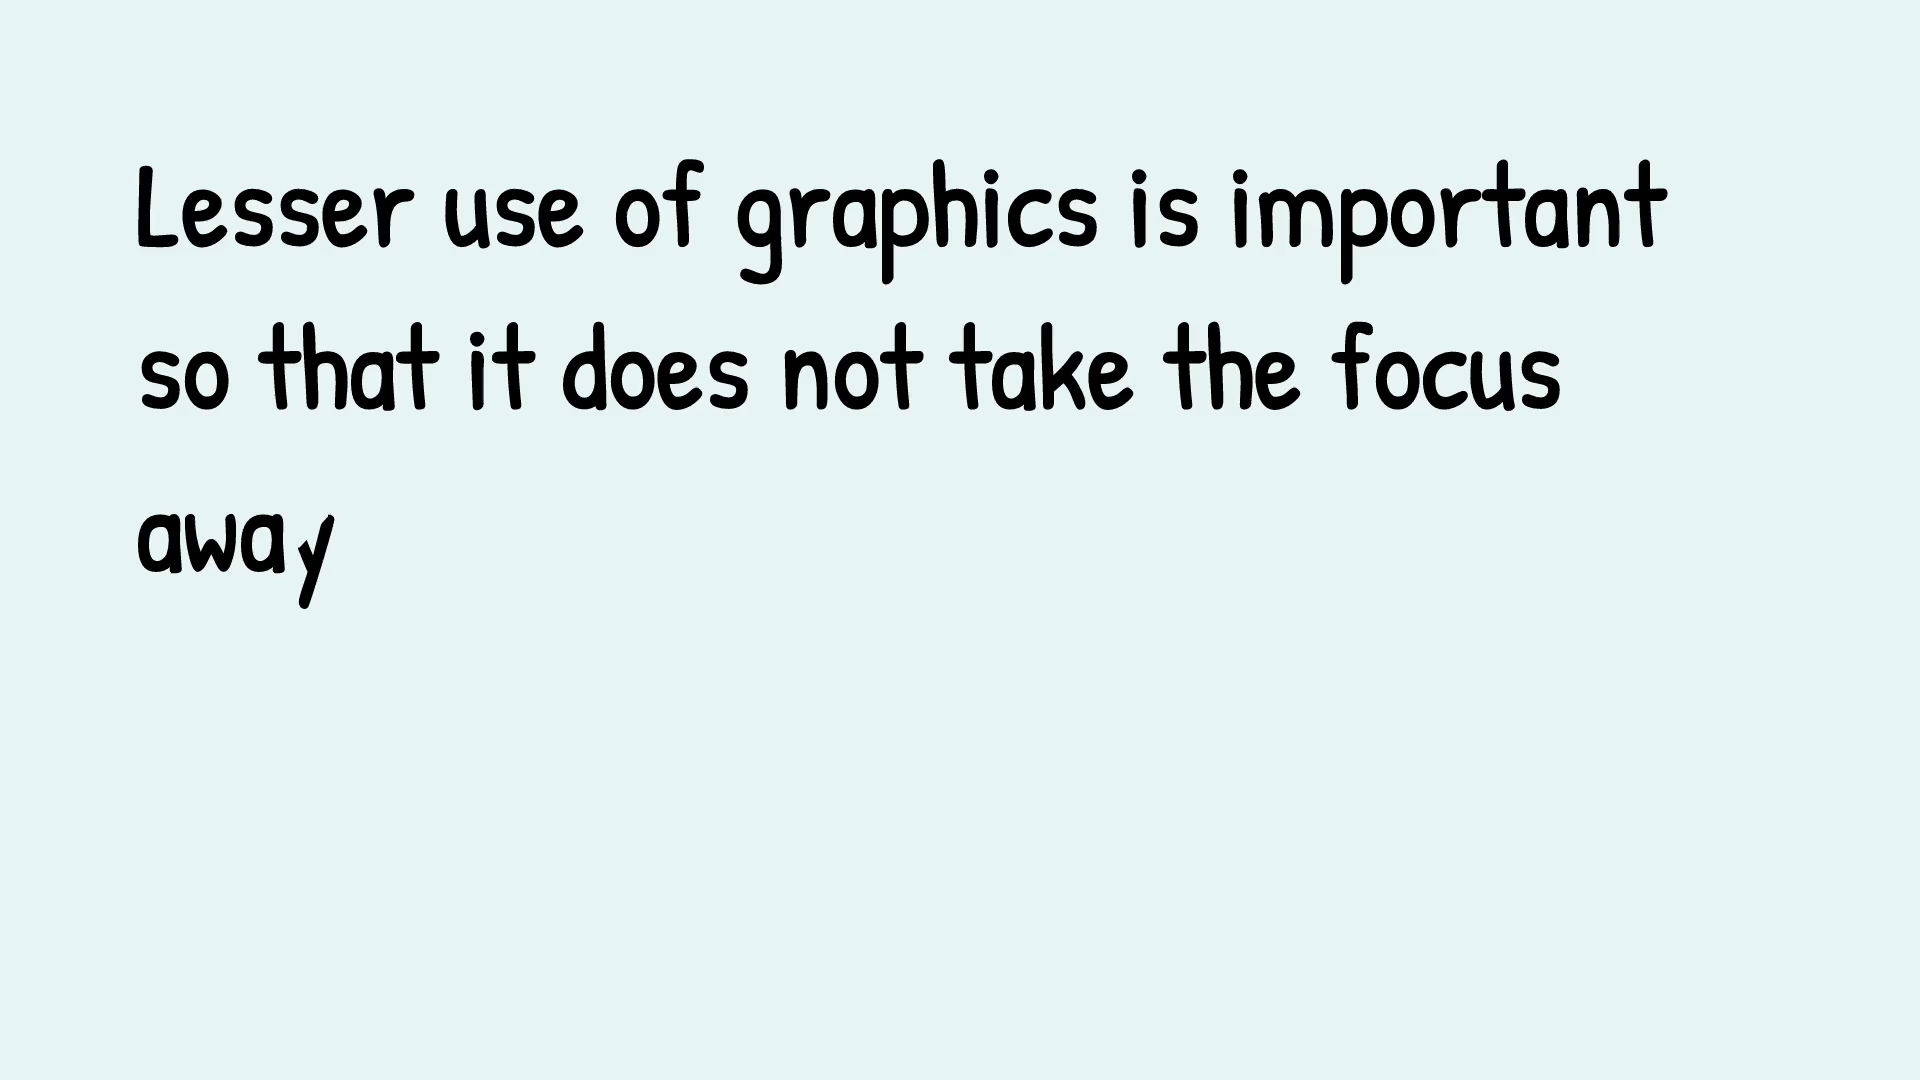 Lesser use of graphics is important
so that it does not take the focus
away